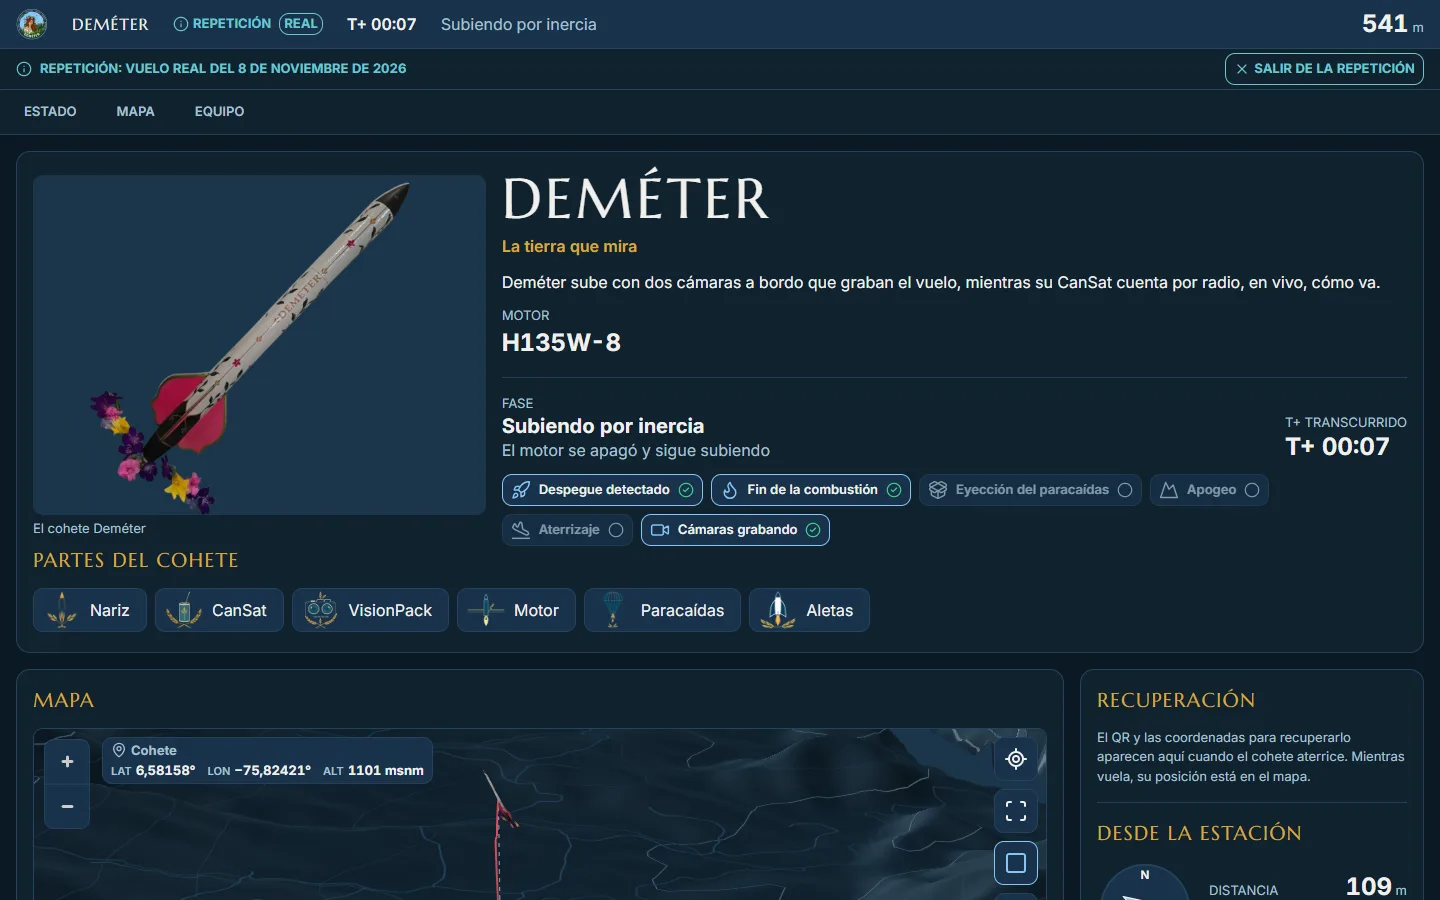 DEMÉTER
REPETICIÓN REAL
T+ 00:07
Subiendo por inercia
541 m
REPETICIÓN: VUELO REAL DEL 8 DE NOVIEMBRE DE 2026
SALIR DE LA REPETICIÓN
ESTADO
MAPA
EQUIPO
DEMÉTER
DEMÉTER
La tierra que mira
Deméter sube con dos cámaras a bordo que graban el vuelo, mientras su CanSat cuenta por radio, en vivo, cómo va.
MOTOR
H135W-8
FASE
Subiendo por inercia
El motor se apagó y sigue subiendo
T+ TRANSCURRIDO
T+ 00:07
Despegue detectado
Fin de la combustión
Eyección del paracaídas
Apogeo
Aterrizaje
Cámaras grabando
El cohete Deméter
PARTES DEL COHETE
Nariz
CanSat
VisionPack
Motor
Paracaídas
Aletas
MAPA
+
−
Cohete
LAT 6,58158° LON −75,82421° ALT 1101 msnm
RECUPERACIÓN
El QR y las coordenadas para recuperarlo
aparecen aquí cuando el cohete aterrice. Mientras
vuela, su posición está en el mapa.
DESDE LA ESTACIÓN
N
DISTANCIA
109 m